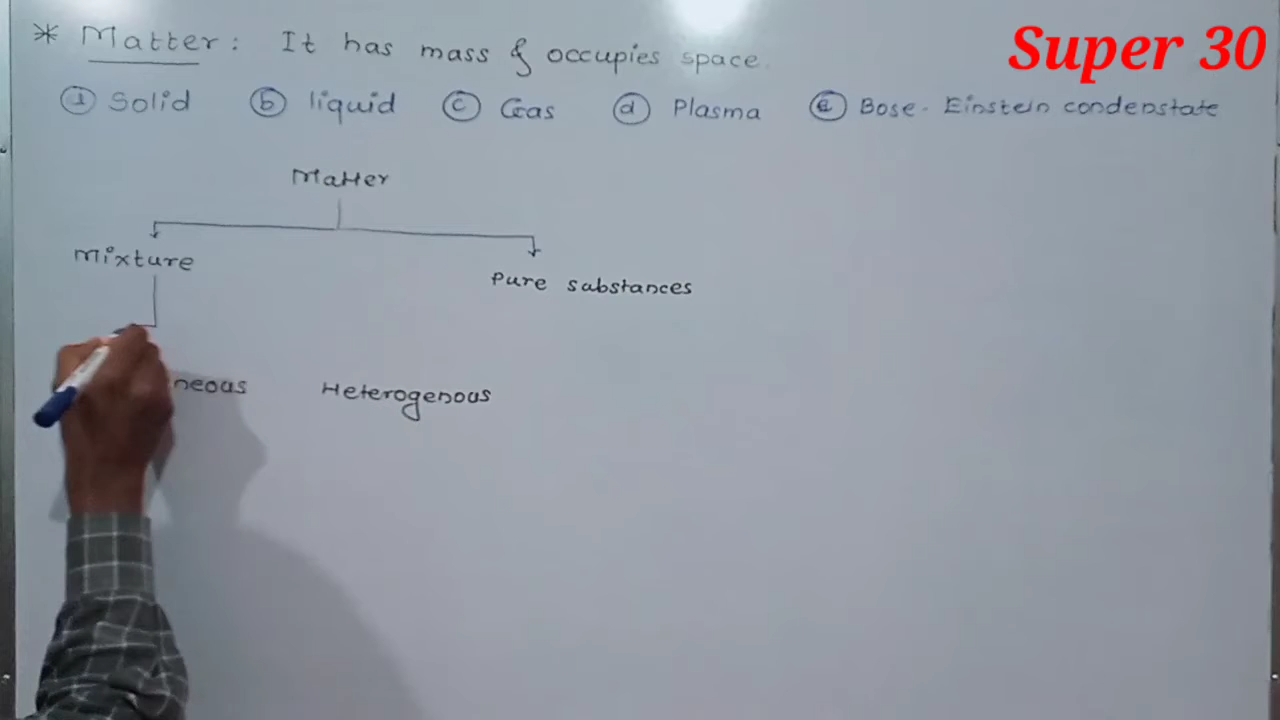 * Matter: It has mass & occupies space.
Super 30
ⓐ Solid ⓑ liquid ⓒ Gas ⓓ Plasma ⓔ Bose-Einstein condenstate
Matter
Mixture
Pure substances
neous Heterogenous